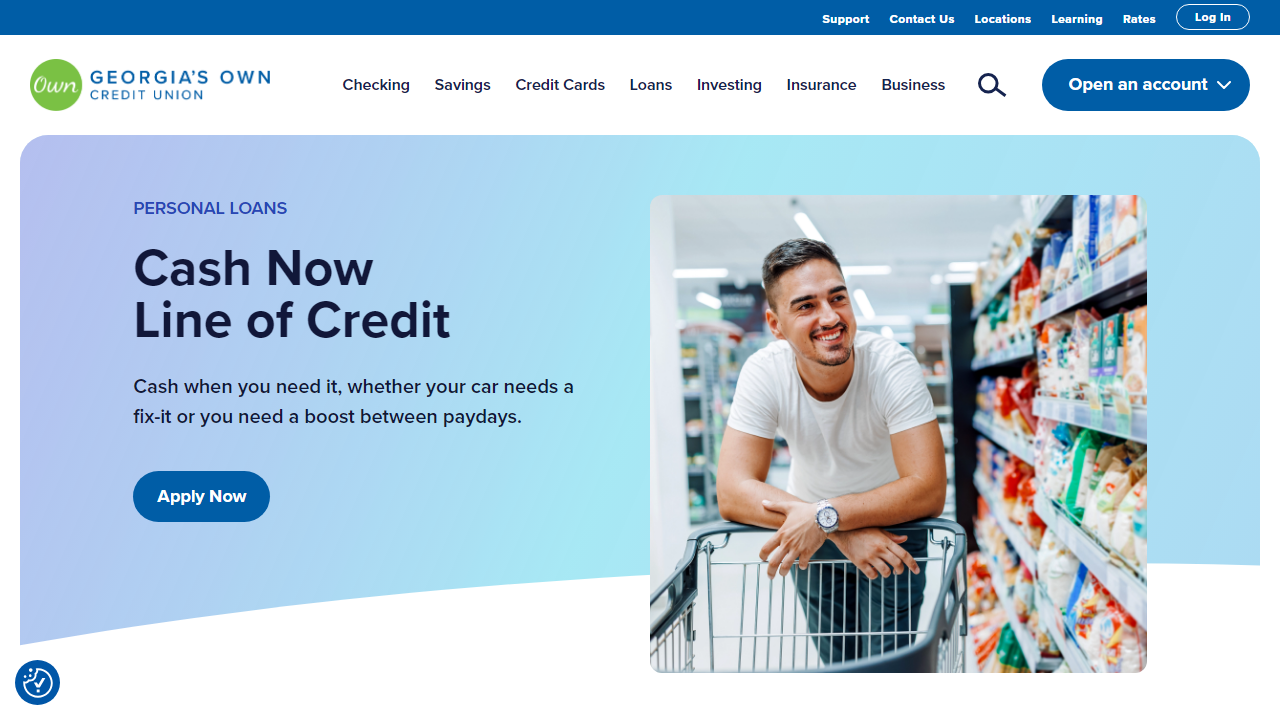 Support Contact Us Locations Learning Rates Log In
Own GEORGIA'S OWN
CREDIT UNION
Checking Savings Credit Cards Loans Investing Insurance Business Open an account
PERSONAL LOANS
Cash Now
Line of Credit
Cash when you need it, whether your car needs a
fix-it or you need a boost between paydays.
Apply Now